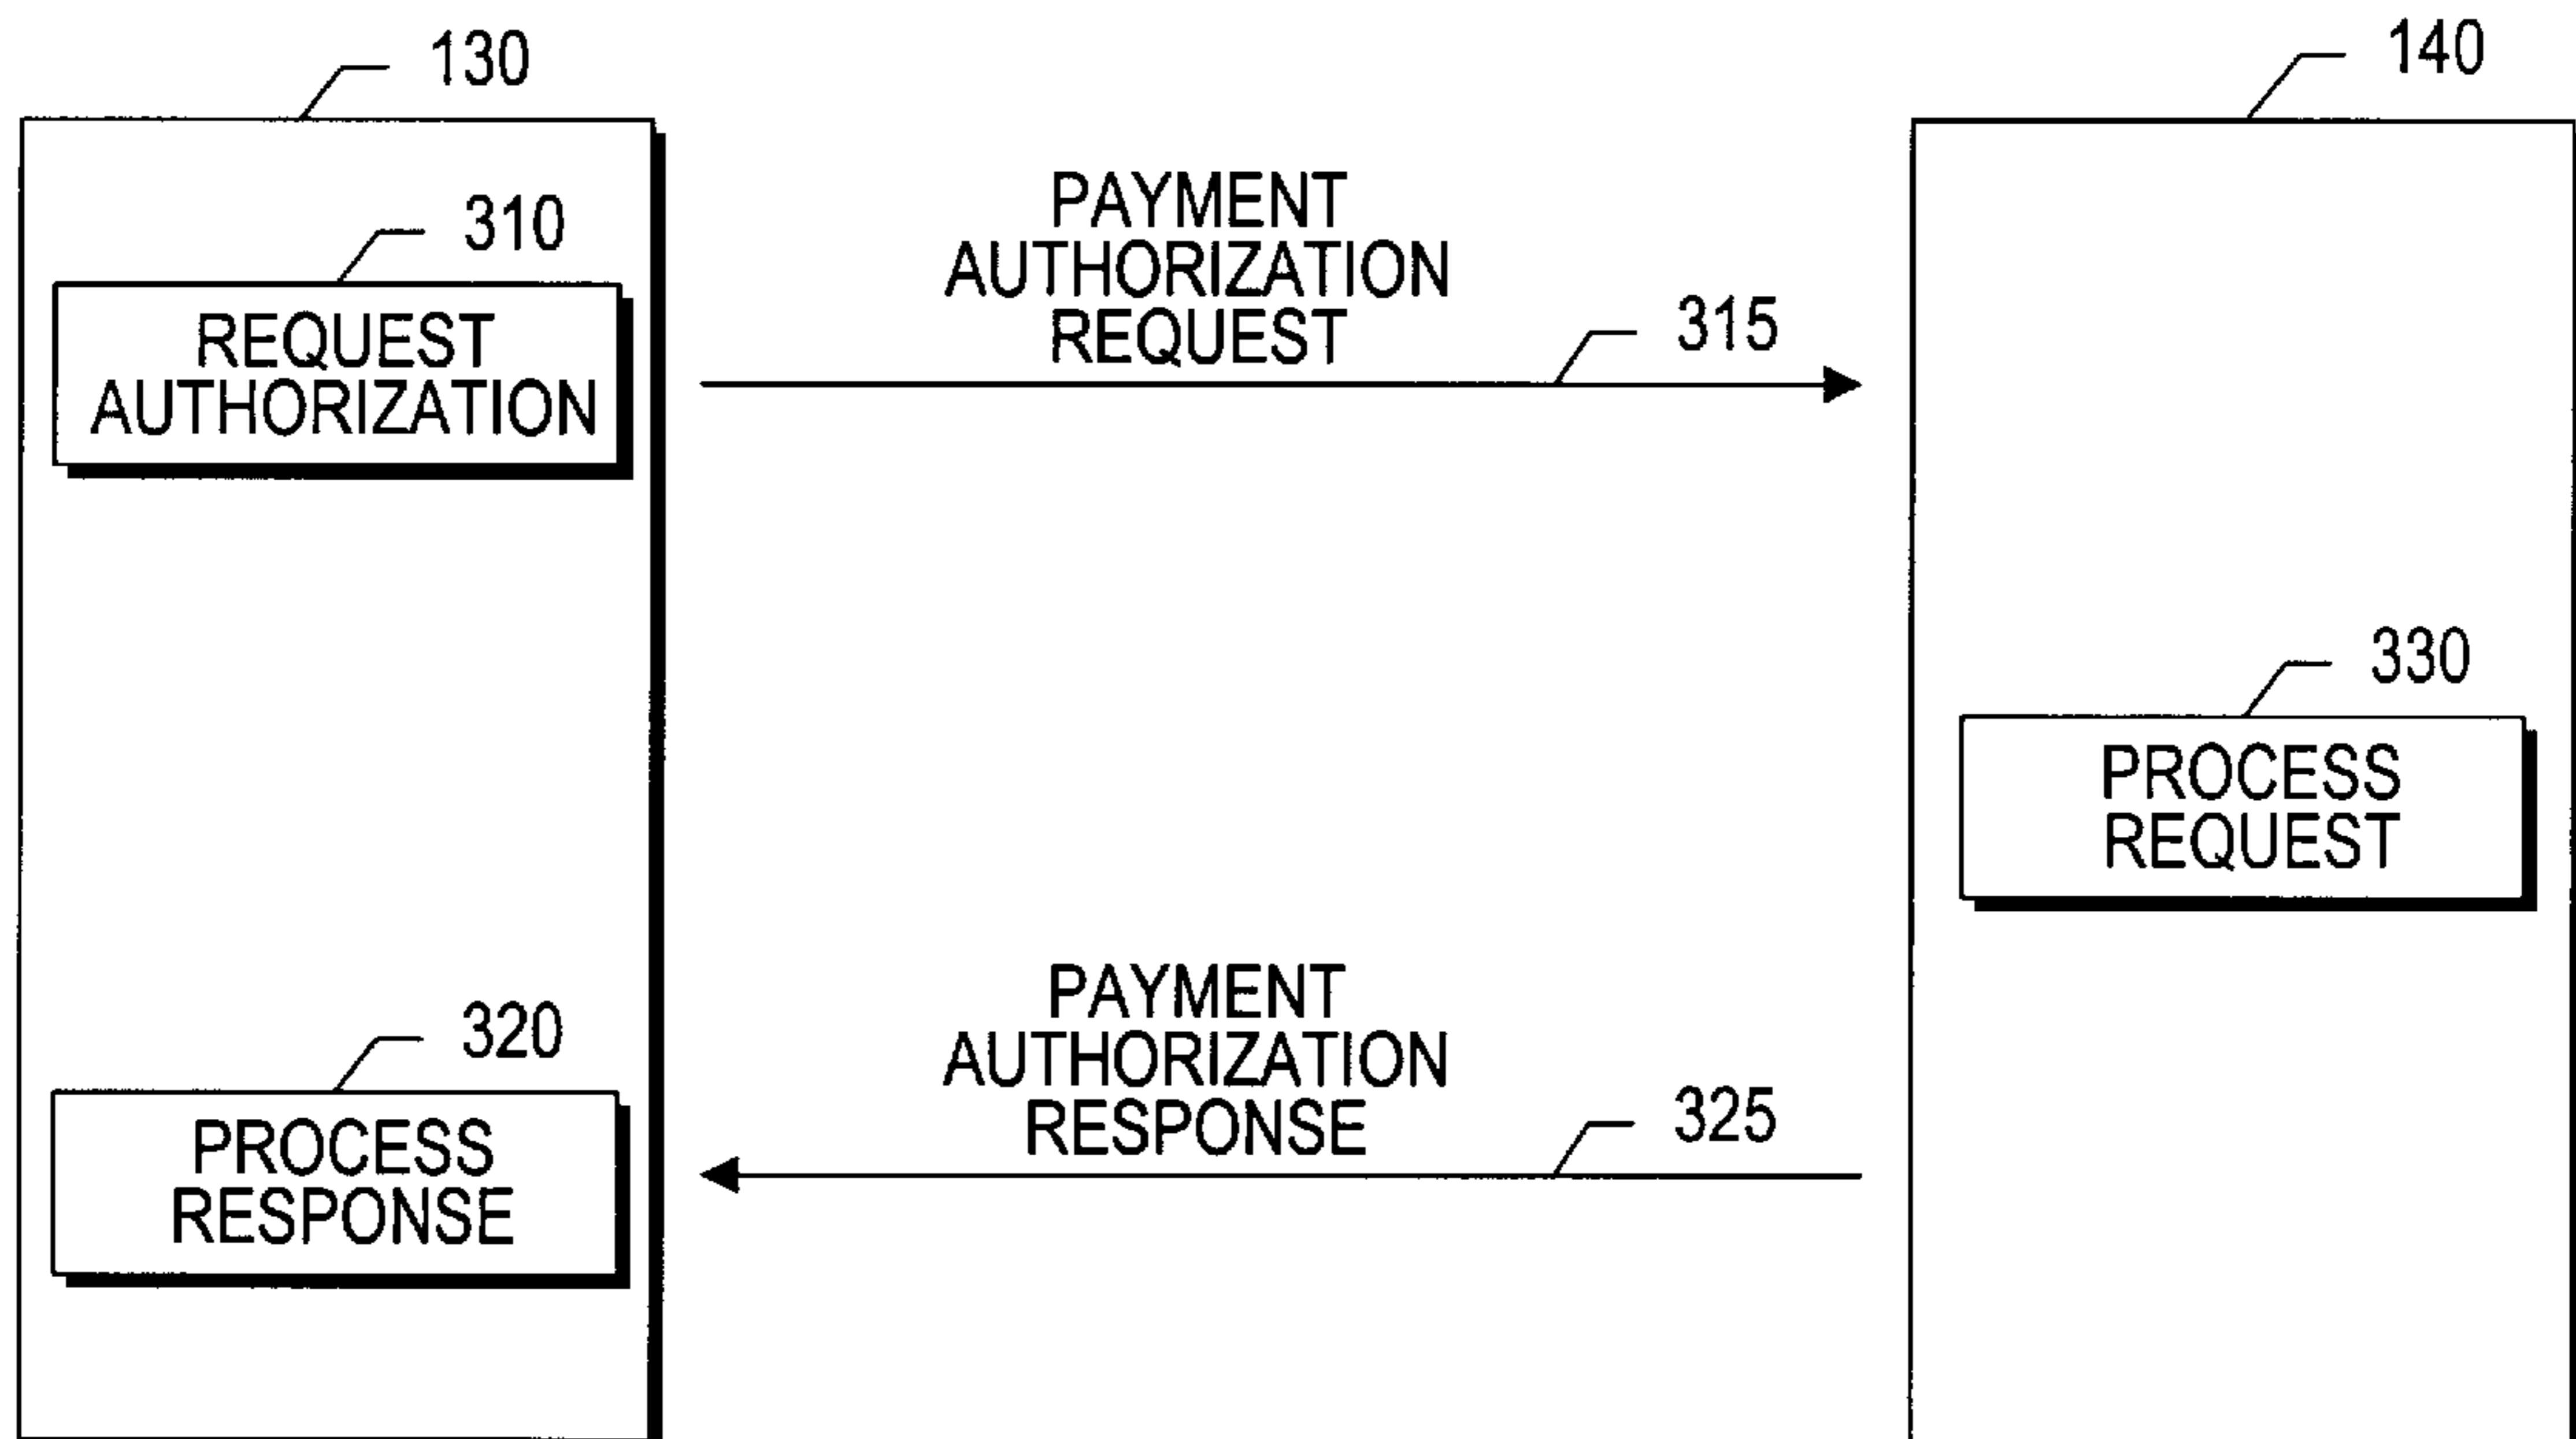 130
140
310
REQUEST
AUTHORIZATION
PAYMENT
AUTHORIZATION
REQUEST
315
330
PROCESS
REQUEST
320
PROCESS
RESPONSE
PAYMENT
AUTHORIZATION
RESPONSE
325